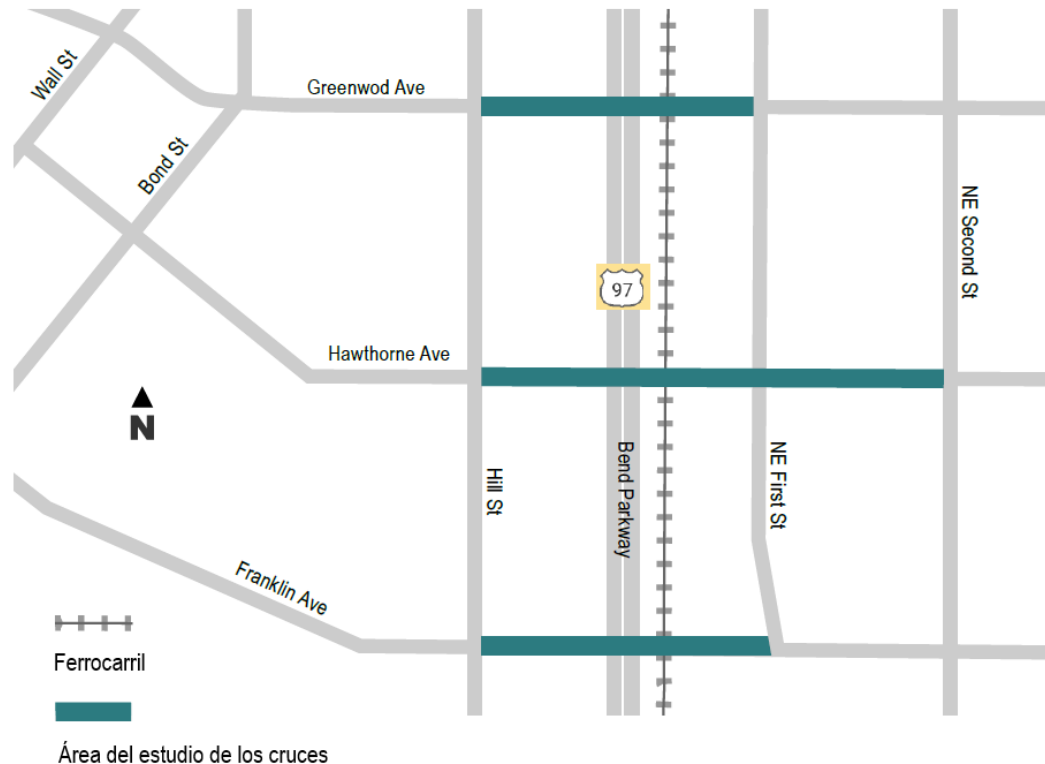 Wall St
Greenwod Ave
Bond St
NE Second St
97
Hawthorne Ave
N
Hill St
Bend Parkway
NE First St
Franklin Ave
Ferrocarril
Área del estudio de los cruces